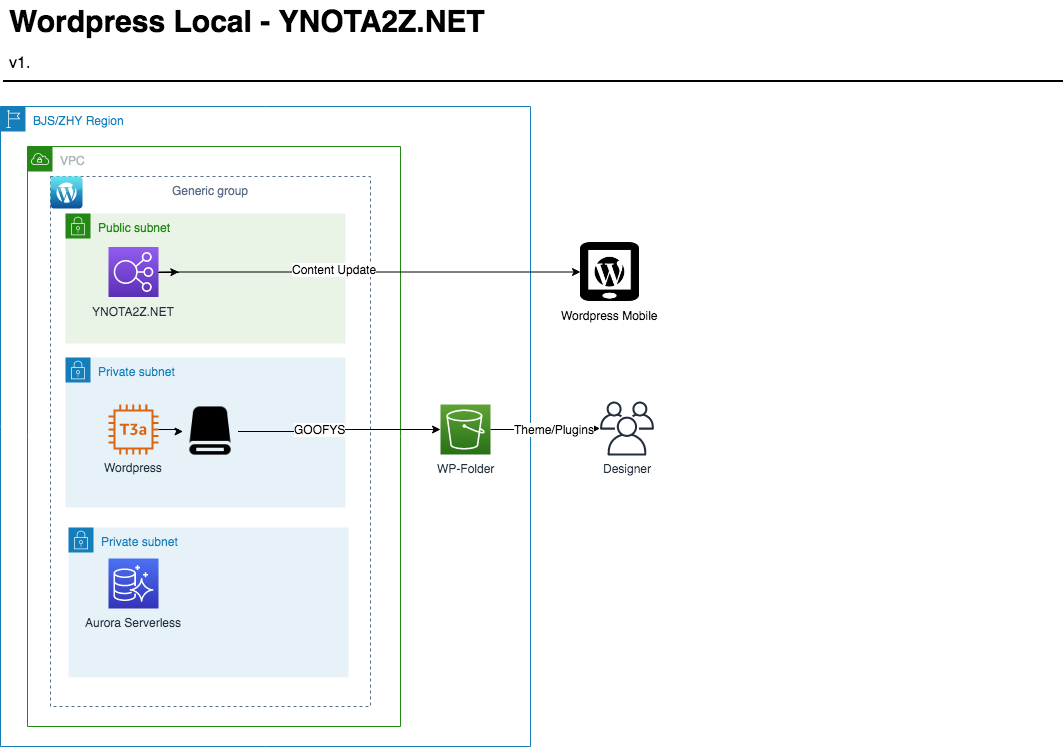 Wordpress Local - YNOTA2Z.NET
v1.
BJS/ZHY Region
VPC
Generic group
Public subnet
Content Update
YNOTA2Z.NET
Wordpress Mobile
Private subnet
T3a
GOOFYS
Theme/Plugins
Wordpress
WP-Folder
Designer
Private subnet
Aurora Serverless